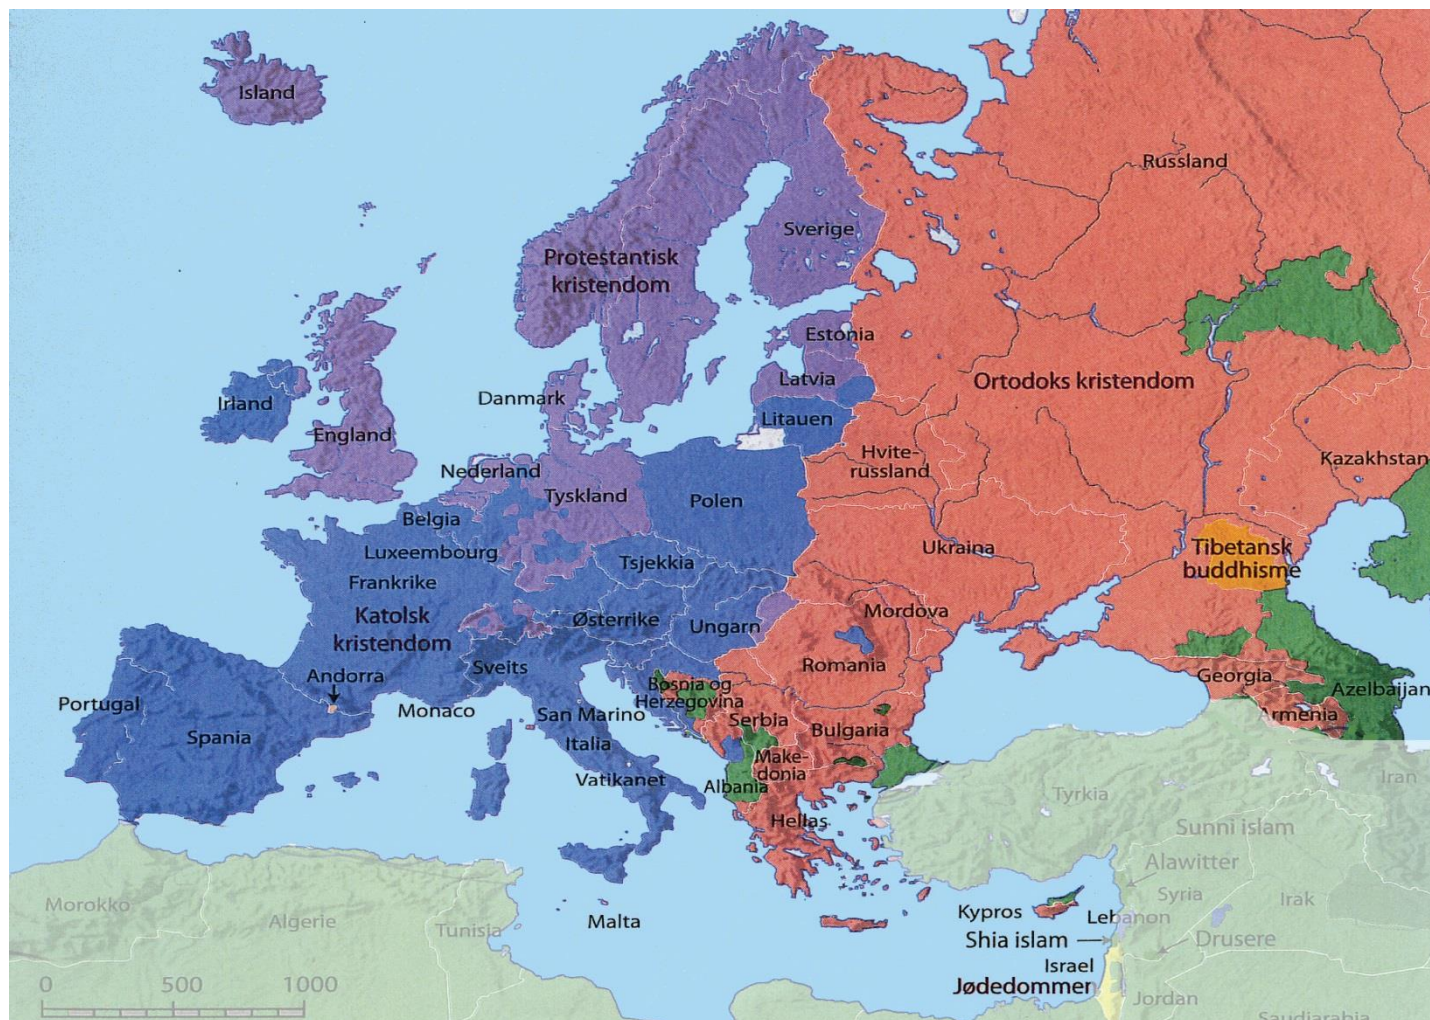 Island
Russland
Sverige
Protestantisk
kristendom
Estonia
Latvia
Ortodoks kristendom
Danmark
Irland
Litauen
England
Hvite-
russland
Kazakhstan
Nederland
Tyskland
Polen
Belgia
Luxeembourg
Ukraina
Tibetansk
buddhisme
Tsjekkia
Frankrike
Katolsk
kristendom
Østerrike
Ungarn
Mordova
Andorra
Sveits
Romania
Georgia
Portugal
Monaco
Bosnia og
Herzegovina
Azelbaijan
San Marino
Serbia
Bulgaria
Armenia
Spania
Italia
Make-
donia
Vatikanet
Albania
Iran
Tyrkia
Hellas
Sunni islam
Alawitter
Syria
Irak
Morokko
Algerie
Tunisia
Malta
Kypros
Lebanon
Shia islam
Drusere
Israel
Jødedommen
Jordan
Saudiarabia
0 500 1000